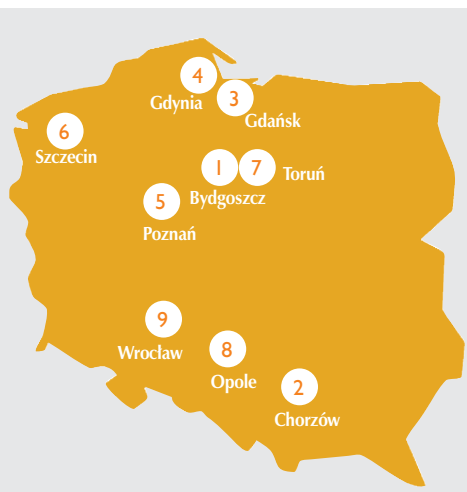 4
Gdynia
3
Gdańsk
6
Szczecin
1
7
Toruń
Bydgoszcz
5
Poznań
9
Wrocław
8
Opole
2
Chorzów